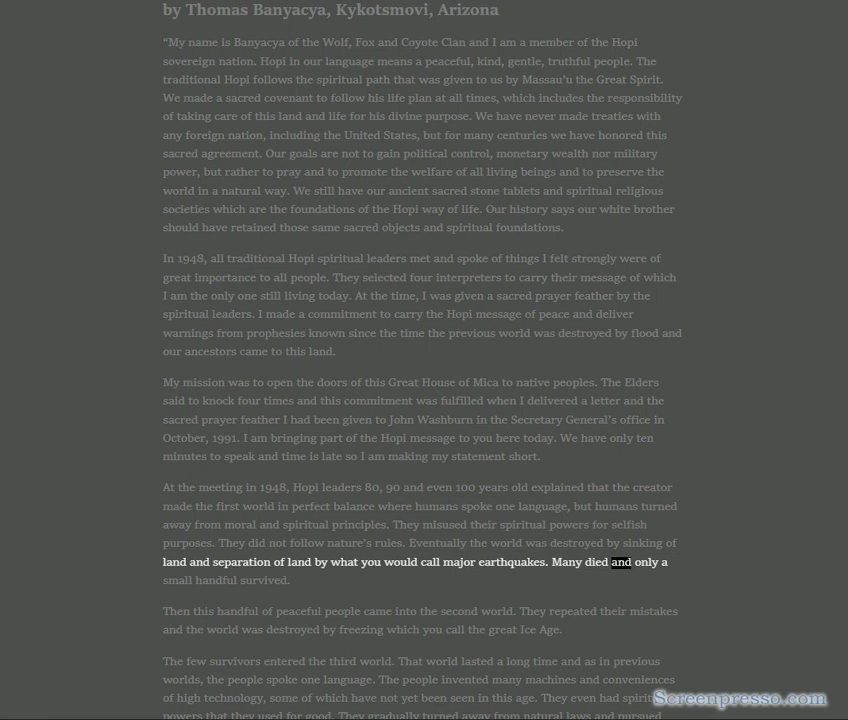 by Thomas Banyacya, Kykotsmovi, Arizona
“My name is Banyacya of the Wolf, Fox and Coyote Clan and I am a member of the Hopi
sovereign nation. Hopi in our language means a peaceful, kind, gentle, truthful people. The
traditional Hopi follows the spiritual path that was given to us by Massau’u the Great Spirit.
We made a sacred covenant to follow his life plan at all times, which includes the responsibility
of taking care of this land and life for his divine purpose. We have never made treaties with
any foreign nation, including the United States, but for many centuries we have honored this
sacred agreement. Our goals are not to gain political control, monetary wealth nor military
power, but rather to pray and to promote the welfare of all living beings and to preserve the
world in a natural way. We still have our ancient sacred stone tablets and spiritual religious
societies which are the foundations of the Hopi way of life. Our history says our white brother
should have retained those same sacred objects and spiritual foundations.
In 1948, all traditional Hopi spiritual leaders met and spoke of things I felt strongly were of
great importance to all people. They selected four interpreters to carry their message of which
I am the only one still living today. At the time, I was given a sacred prayer feather by the
spiritual leaders. I made a commitment to carry the Hopi message of peace and deliver
warnings from prophesies known since the time the previous world was destroyed by flood and
our ancestors came to this land.
My mission was to open the doors of this Great House of Mica to native peoples. The Elders
said to knock four times and this commitment was fulfilled when I delivered a letter and the
sacred prayer feather I had been given to John Washburn in the Secretary General’s office in
October, 1991. I am bringing part of the Hopi message to you here today. We have only ten
minutes to speak and time is late so I am making my statement short.
At the meeting in 1948, Hopi leaders 80, 90 and even 100 years old explained that the creator
made the first world in perfect balance where humans spoke one language, but humans turned
away from moral and spiritual principles. They misused their spiritual powers for selfish
purposes. They did not follow nature’s rules. Eventually the world was destroyed by sinking of
land and separation of land by what you would call major earthquakes. Many died and only a
small handful survived.
Then this handful of peaceful people came into the second world. They repeated their mistakes
and the world was destroyed by freezing which you call the great Ice Age.
The few survivors entered the third world. That world lasted a long time and as in previous
worlds, the people spoke one language. The people invented many machines and conveniences
of high technology, some of which have not yet been seen in this age. They even had
powers that they used for good. They gradually turned away from natural laws and pursued
Screenpresso.com